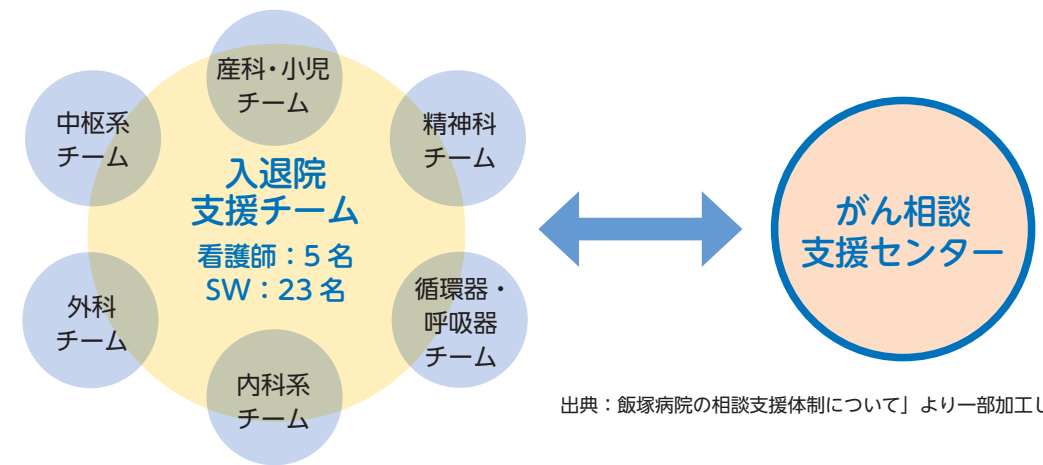 産科・小児
チーム
中枢系
チーム
精神科
チーム
入退院
支援チーム
看護師：5 名
SW：23 名
外科
チーム
循環器・
呼吸器
チーム
内科系
チーム
がん相談
支援センター
出典：飯塚病院の相談支援体制について」より一部加工し